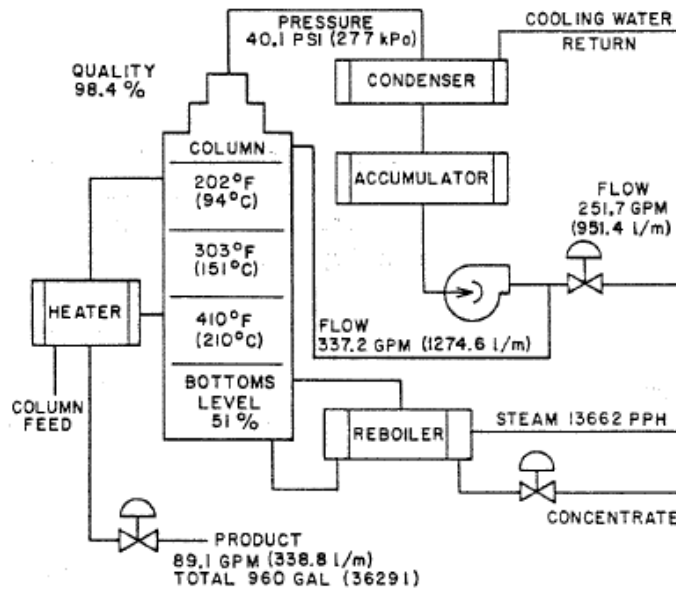 PRESSURE
40.1 PSI (277 kPa)
COOLING WATER
RETURN
QUALITY
98.4 %
CONDENSER
COLUMN
ACCUMULATOR
202°F
(94°C)
FLOW
251.7 GPM
(951.4 l/m)
303°F
(151°C)
HEATER
410°F
(210°C)
FLOW
337.2 GPM (1274.6 l/m)
COLUMN
FEED
BOTTOMS
LEVEL
51 %
REBOILER
STEAM 13662 PPH
CONCENTRATE
PRODUCT
89.1 GPM (338.8 l/m)
TOTAL 960 GAL (3629 l)